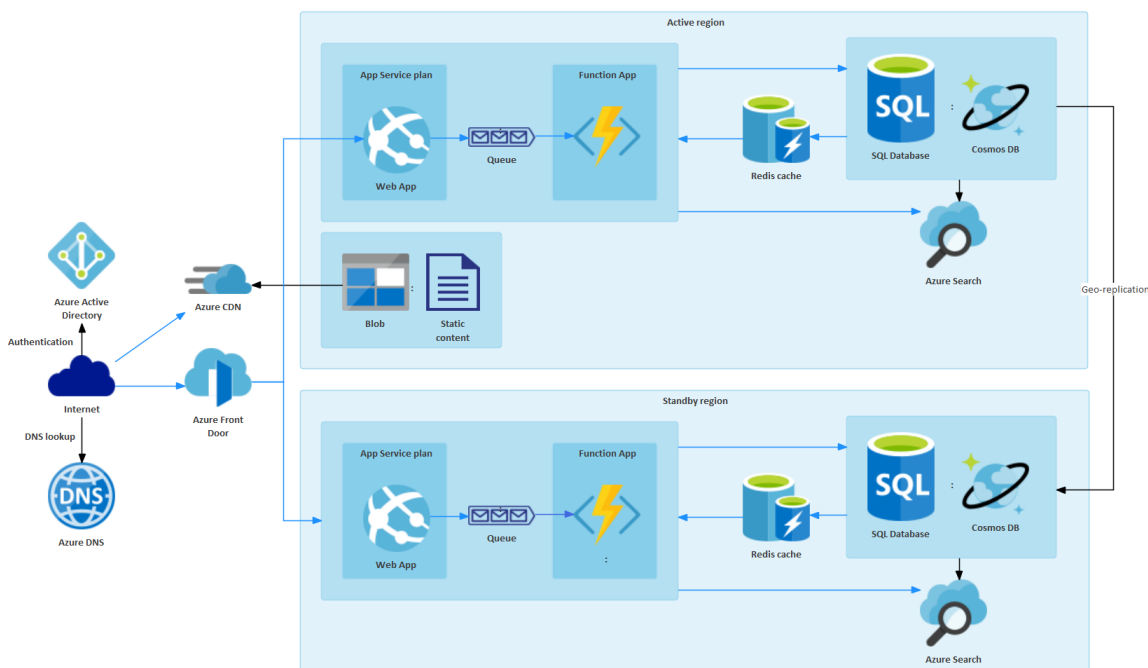 Active region
App Service plan
Function App
SQL
:
Web App
Queue
Redis cache
SQL Database
Cosmos DB
Azure Search
Blob
:
Static
content
Geo-replication
Azure Active
Directory
Authentication
Azure CDN
Internet
Azure Front
Door
DNS lookup
DNS
Azure DNS
Standby region
App Service plan
Function App
SQL
:
Web App
Queue
:
Redis cache
SQL Database
Cosmos DB
Azure Search